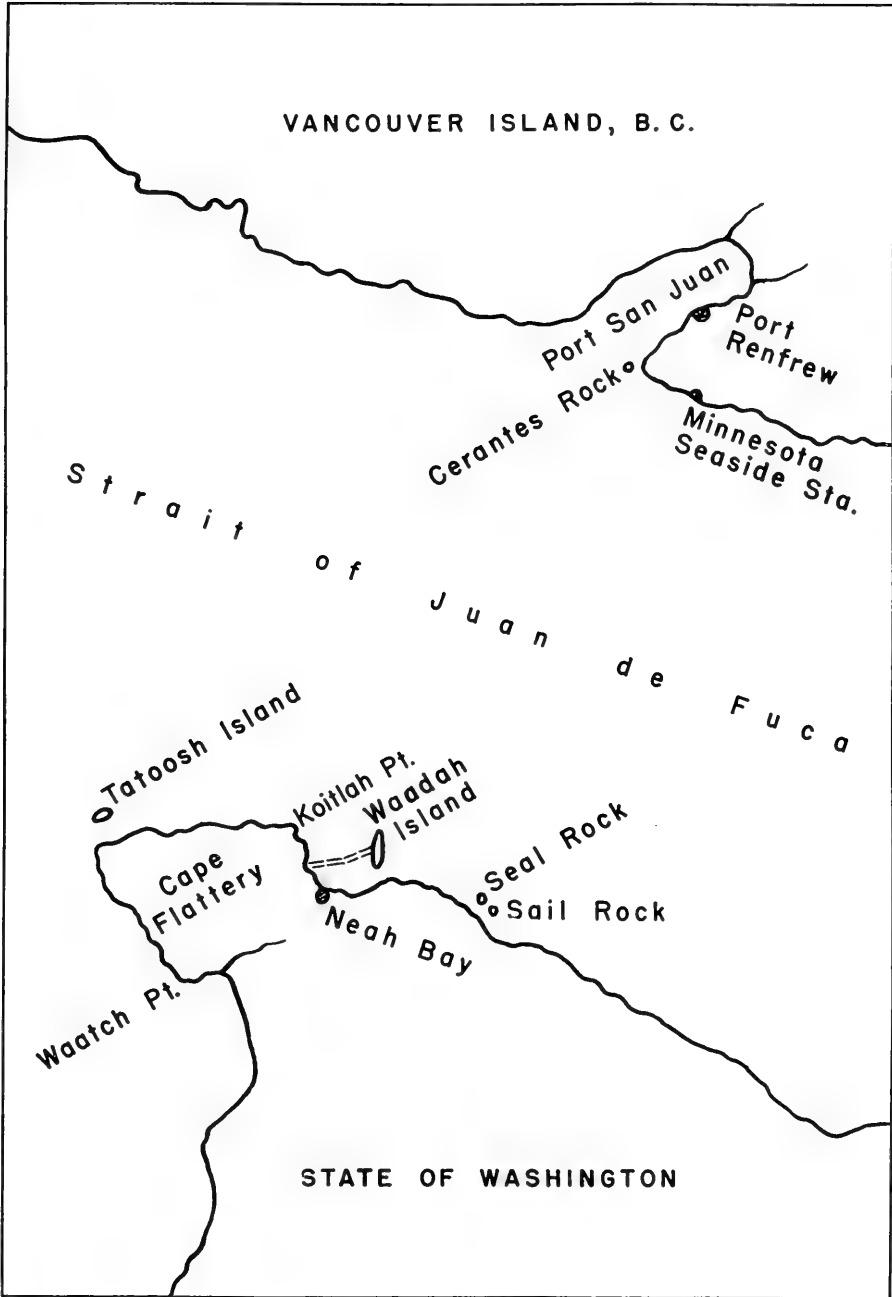 VANCOUVER ISLAND, B.C.
Port San Juan
Port
Renfrew
Cerantes Rock
Minnesota
Seaside Sta.
Strait of Juan de Fuca
Tatoosh Island
Koitlah Pt.
Waadah
Island
Cape
Flattery
Seal Rock
Sail Rock
Neah Bay
Waatch Pt.
STATE OF WASHINGTON